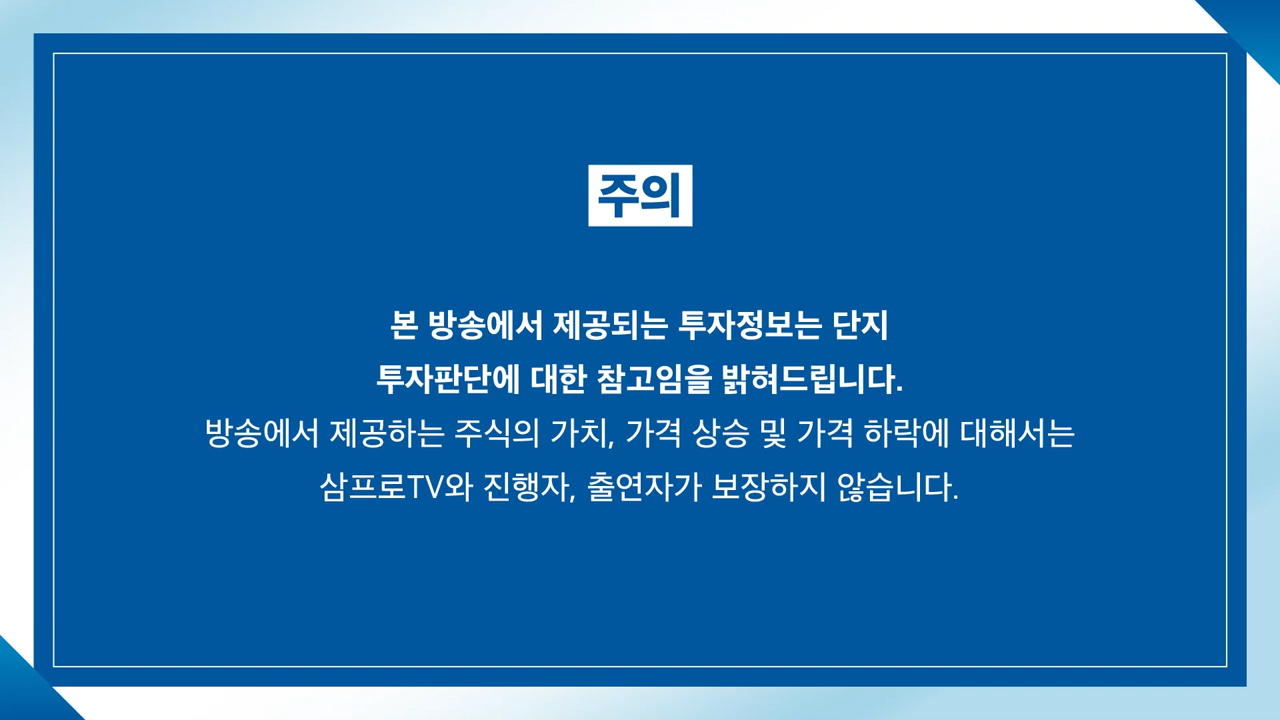 주의
본 방송에서 제공되는 투자정보는 단지
투자판단에 대한 참고임을 밝혀드립니다.
방송에서 제공하는 주식의 가치, 가격 상승 및 가격 하락에 대해서는
삼프로TV와 진행자, 출연자가 보장하지 않습니다.